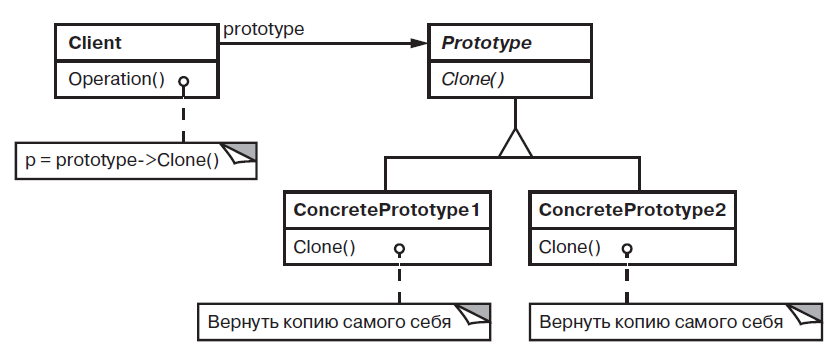 Client
prototype
Prototype
Operation()
Clone()
p = prototype->Clone()
ConcretePrototype1
ConcretePrototype2
Clone()
Clone()
Вернуть копию самого себя
Вернуть копию самого себя